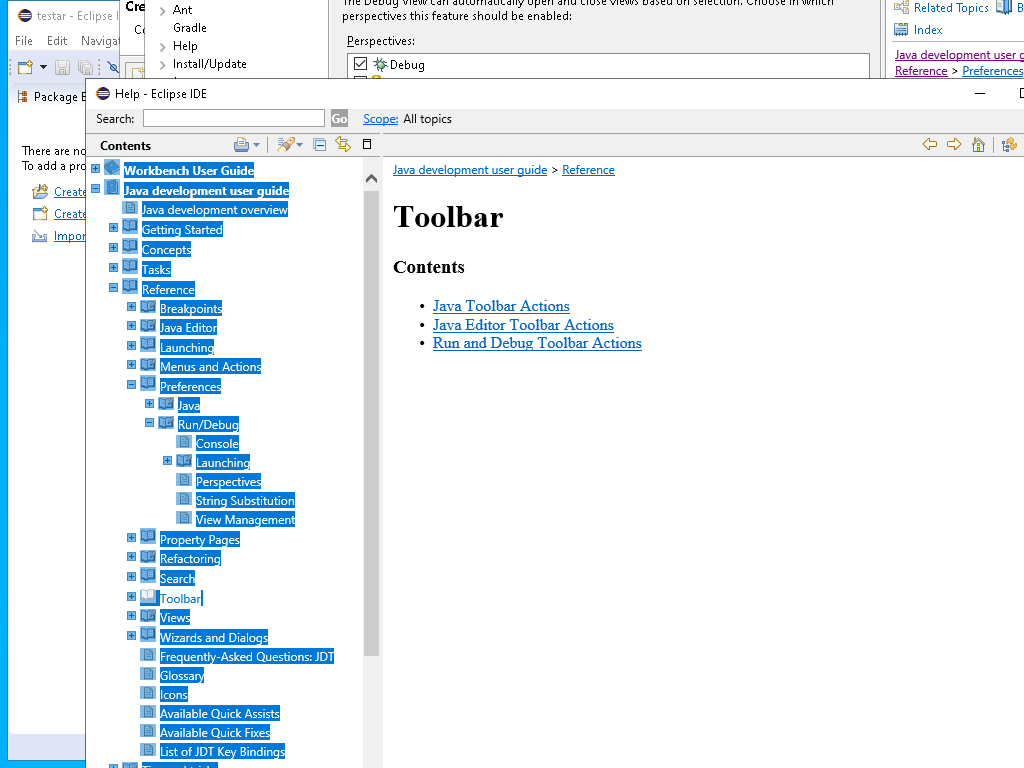 testar - Eclipse I
File Edit Navigat
Package E
There are no
To add a pro
Create
Create
Impor
Cre
Ant
Gradle
Help
Install/Update
The Debug View can automatically open and close views based on selection. Choose in which
perspectives this feature should be enabled:
Perspectives:
Debug
Related Topics
Index
Java development user g
Reference > Preferences
Help - Eclipse IDE
Search:
Go
Scope: All topics
Contents
Workbench User Guide
Java development user guide
Java development overview
Getting Started
Concepts
Tasks
Reference
Breakpoints
Java Editor
Launching
Menus and Actions
Preferences
Java
Run/Debug
Console
Launching
Perspectives
String Substitution
View Management
Property Pages
Refactoring
Search
Toolbar
Views
Wizards and Dialogs
Frequently-Asked Questions: JDT
Glossary
Icons
Available Quick Assists
Available Quick Fixes
List of JDT Key Bindings
Java development user guide > Reference
Toolbar
Contents
• Java Toolbar Actions
• Java Editor Toolbar Actions
• Run and Debug Toolbar Actions